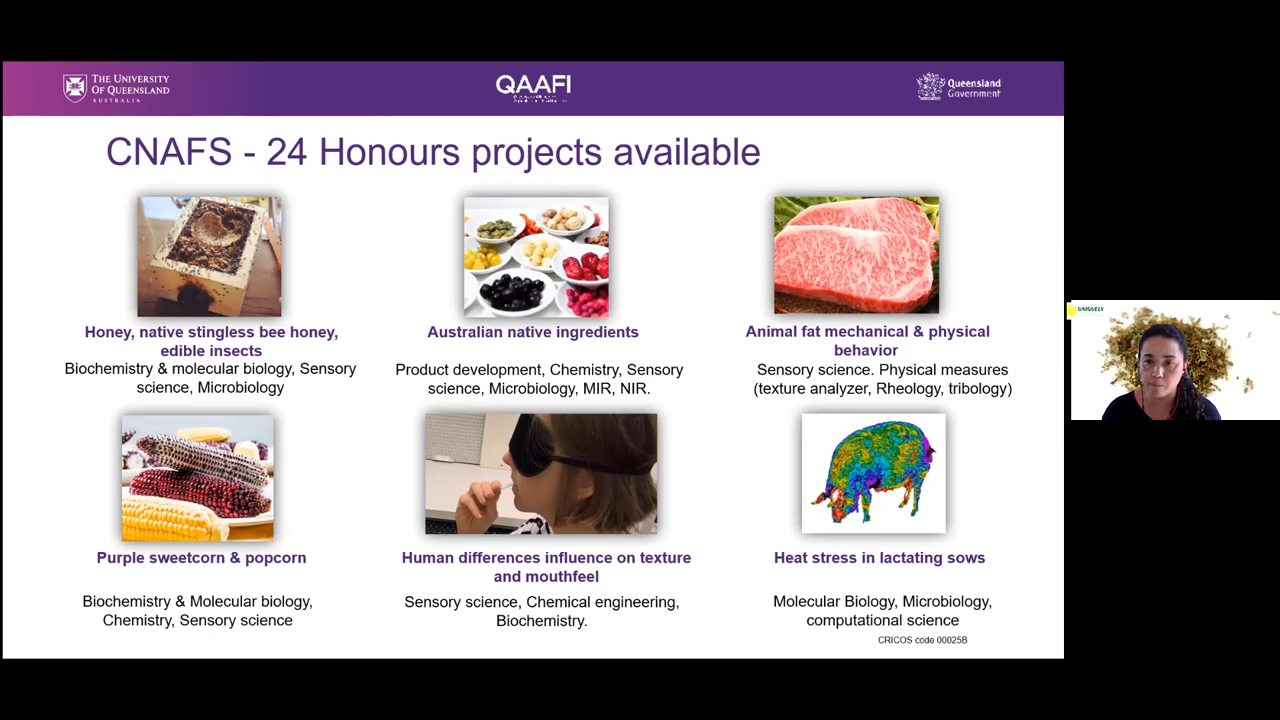 THE UNIVERSITY
OF QUEENSLAND
AUSTRALIA
QAAFI
Queensland
Government
CNAFS - 24 Honours projects available
Honey, native stingless bee honey,
edible insects
Biochemistry & molecular biology, Sensory
science, Microbiology
Australian native ingredients
Product development, Chemistry, Sensory
science, Microbiology, MIR, NIR.
Animal fat mechanical & physical
behavior
Sensory science. Physical measures
(texture analyzer, Rheology, tribology)
Purple sweetcorn & popcorn
Biochemistry & Molecular biology,
Chemistry, Sensory science
Human differences influence on texture
and mouthfeel
Sensory science, Chemical engineering,
Biochemistry.
Heat stress in lactating sows
Molecular Biology, Microbiology,
computational science
CRICOS code 00025B
UNIQUELY